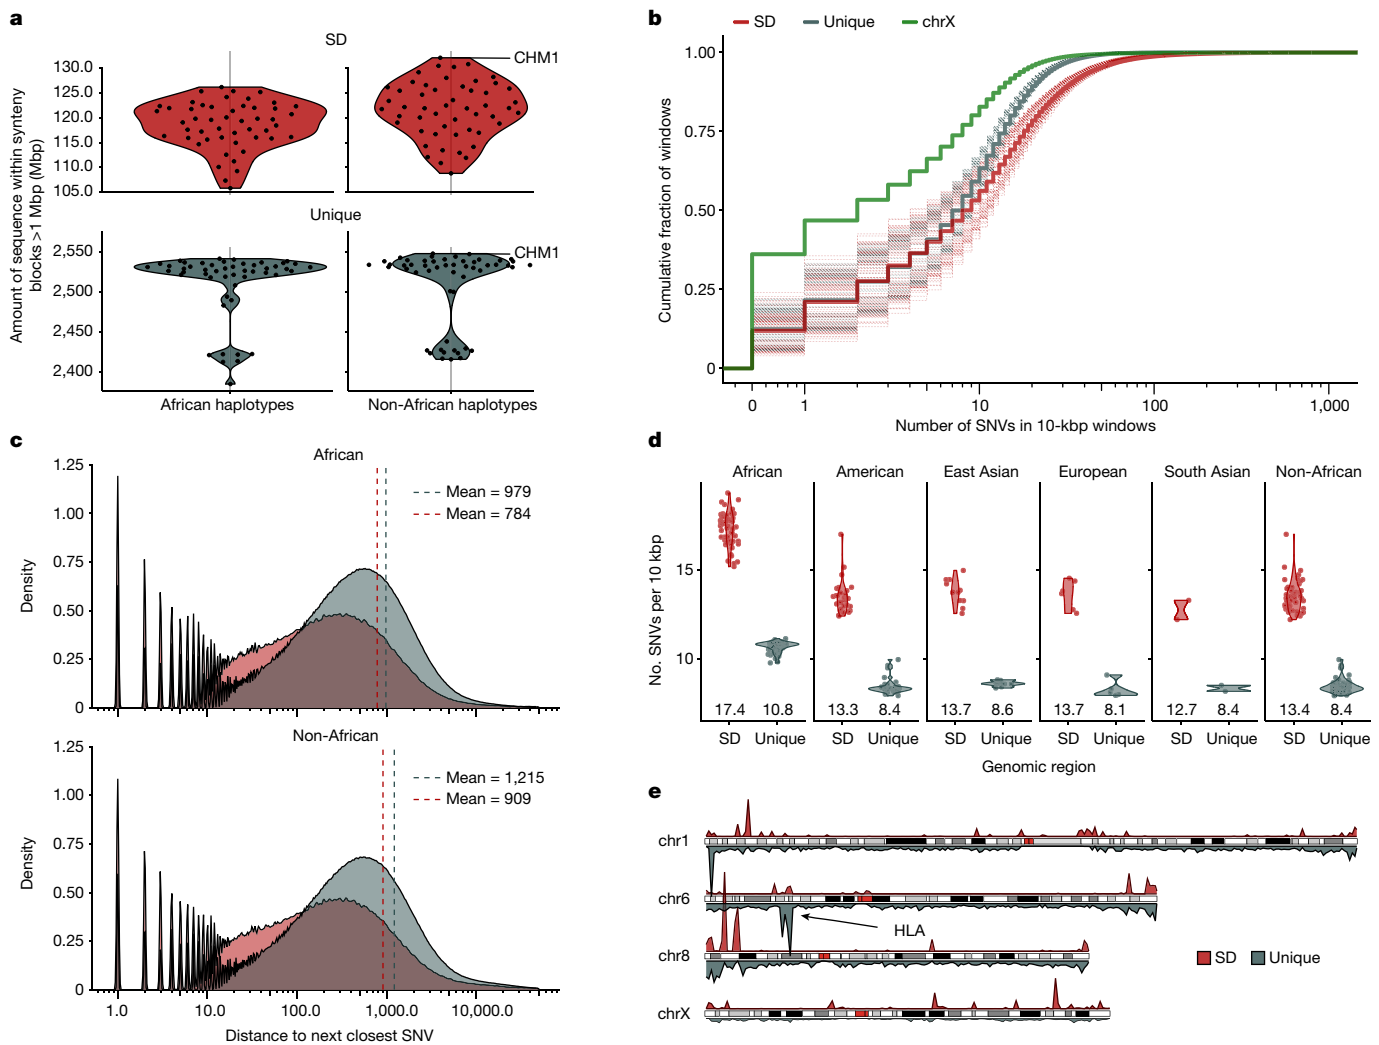 a
SD
Amount of sequence within synteny
blocks >1 Mbp (Mbp)
130.0
125.0
120.0
115.0
110.0
105.0
CHM1
Unique
2,550
2,500
2,450
2,400
CHM1
African haplotypes
Non-African haplotypes
b
SD
Unique
chrX
Cumulative fraction of windows
1.00
0.75
0.50
0.25
0
0
1
10
100
1,000
Number of SNVs in 10-kbp windows
c
African
Density
1.25
1.00
0.75
0.50
0.25
0
Mean = 979
Mean = 784
Non-African
Density
1.25
1.00
0.75
0.50
0.25
0
Mean = 1,215
Mean = 909
1.0
10.0
100.0
1,000.0
10,000.0
Distance to next closest SNV
d
African
American
East Asian
European
South Asian
Non-African
No. SNVs per 10 kbp
15
10
17.4
10.8
13.3
8.4
13.7
8.6
13.7
8.1
12.7
8.4
13.4
8.4
SD
Unique
SD
Unique
SD
Unique
SD
Unique
SD
Unique
SD
Unique
Genomic region
e
chr1
chr6
HLA
chr8
SD
Unique
chrX